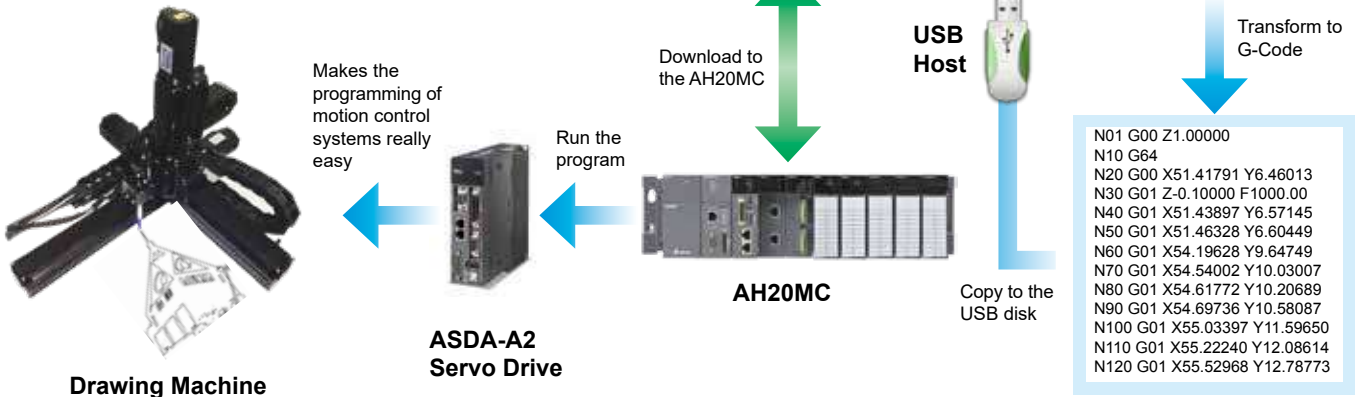 Makes the
programming of
motion control
systems really
easy
Drawing Machine
Run the
program
ASDA-A2
Servo Drive
Download to
the AH20MC
AH20MC
USB
Host
Copy to the
USB disk
Transform to
G-Code
N01 G00 Z1.00000
N10 G64
N20 G00 X51.41791 Y6.46013
N30 G01 Z-0.10000 F1000.00
N40 G01 X51.43897 Y6.57145
N50 G01 X51.46328 Y6.60449
N60 G01 X54.19628 Y9.64749
N70 G01 X54.54002 Y10.03007
N80 G01 X54.61772 Y10.20689
N90 G01 X54.69736 Y10.58087
N100 G01 X55.03397 Y11.59650
N110 G01 X55.22240 Y12.08614
N120 G01 X55.52968 Y12.78773